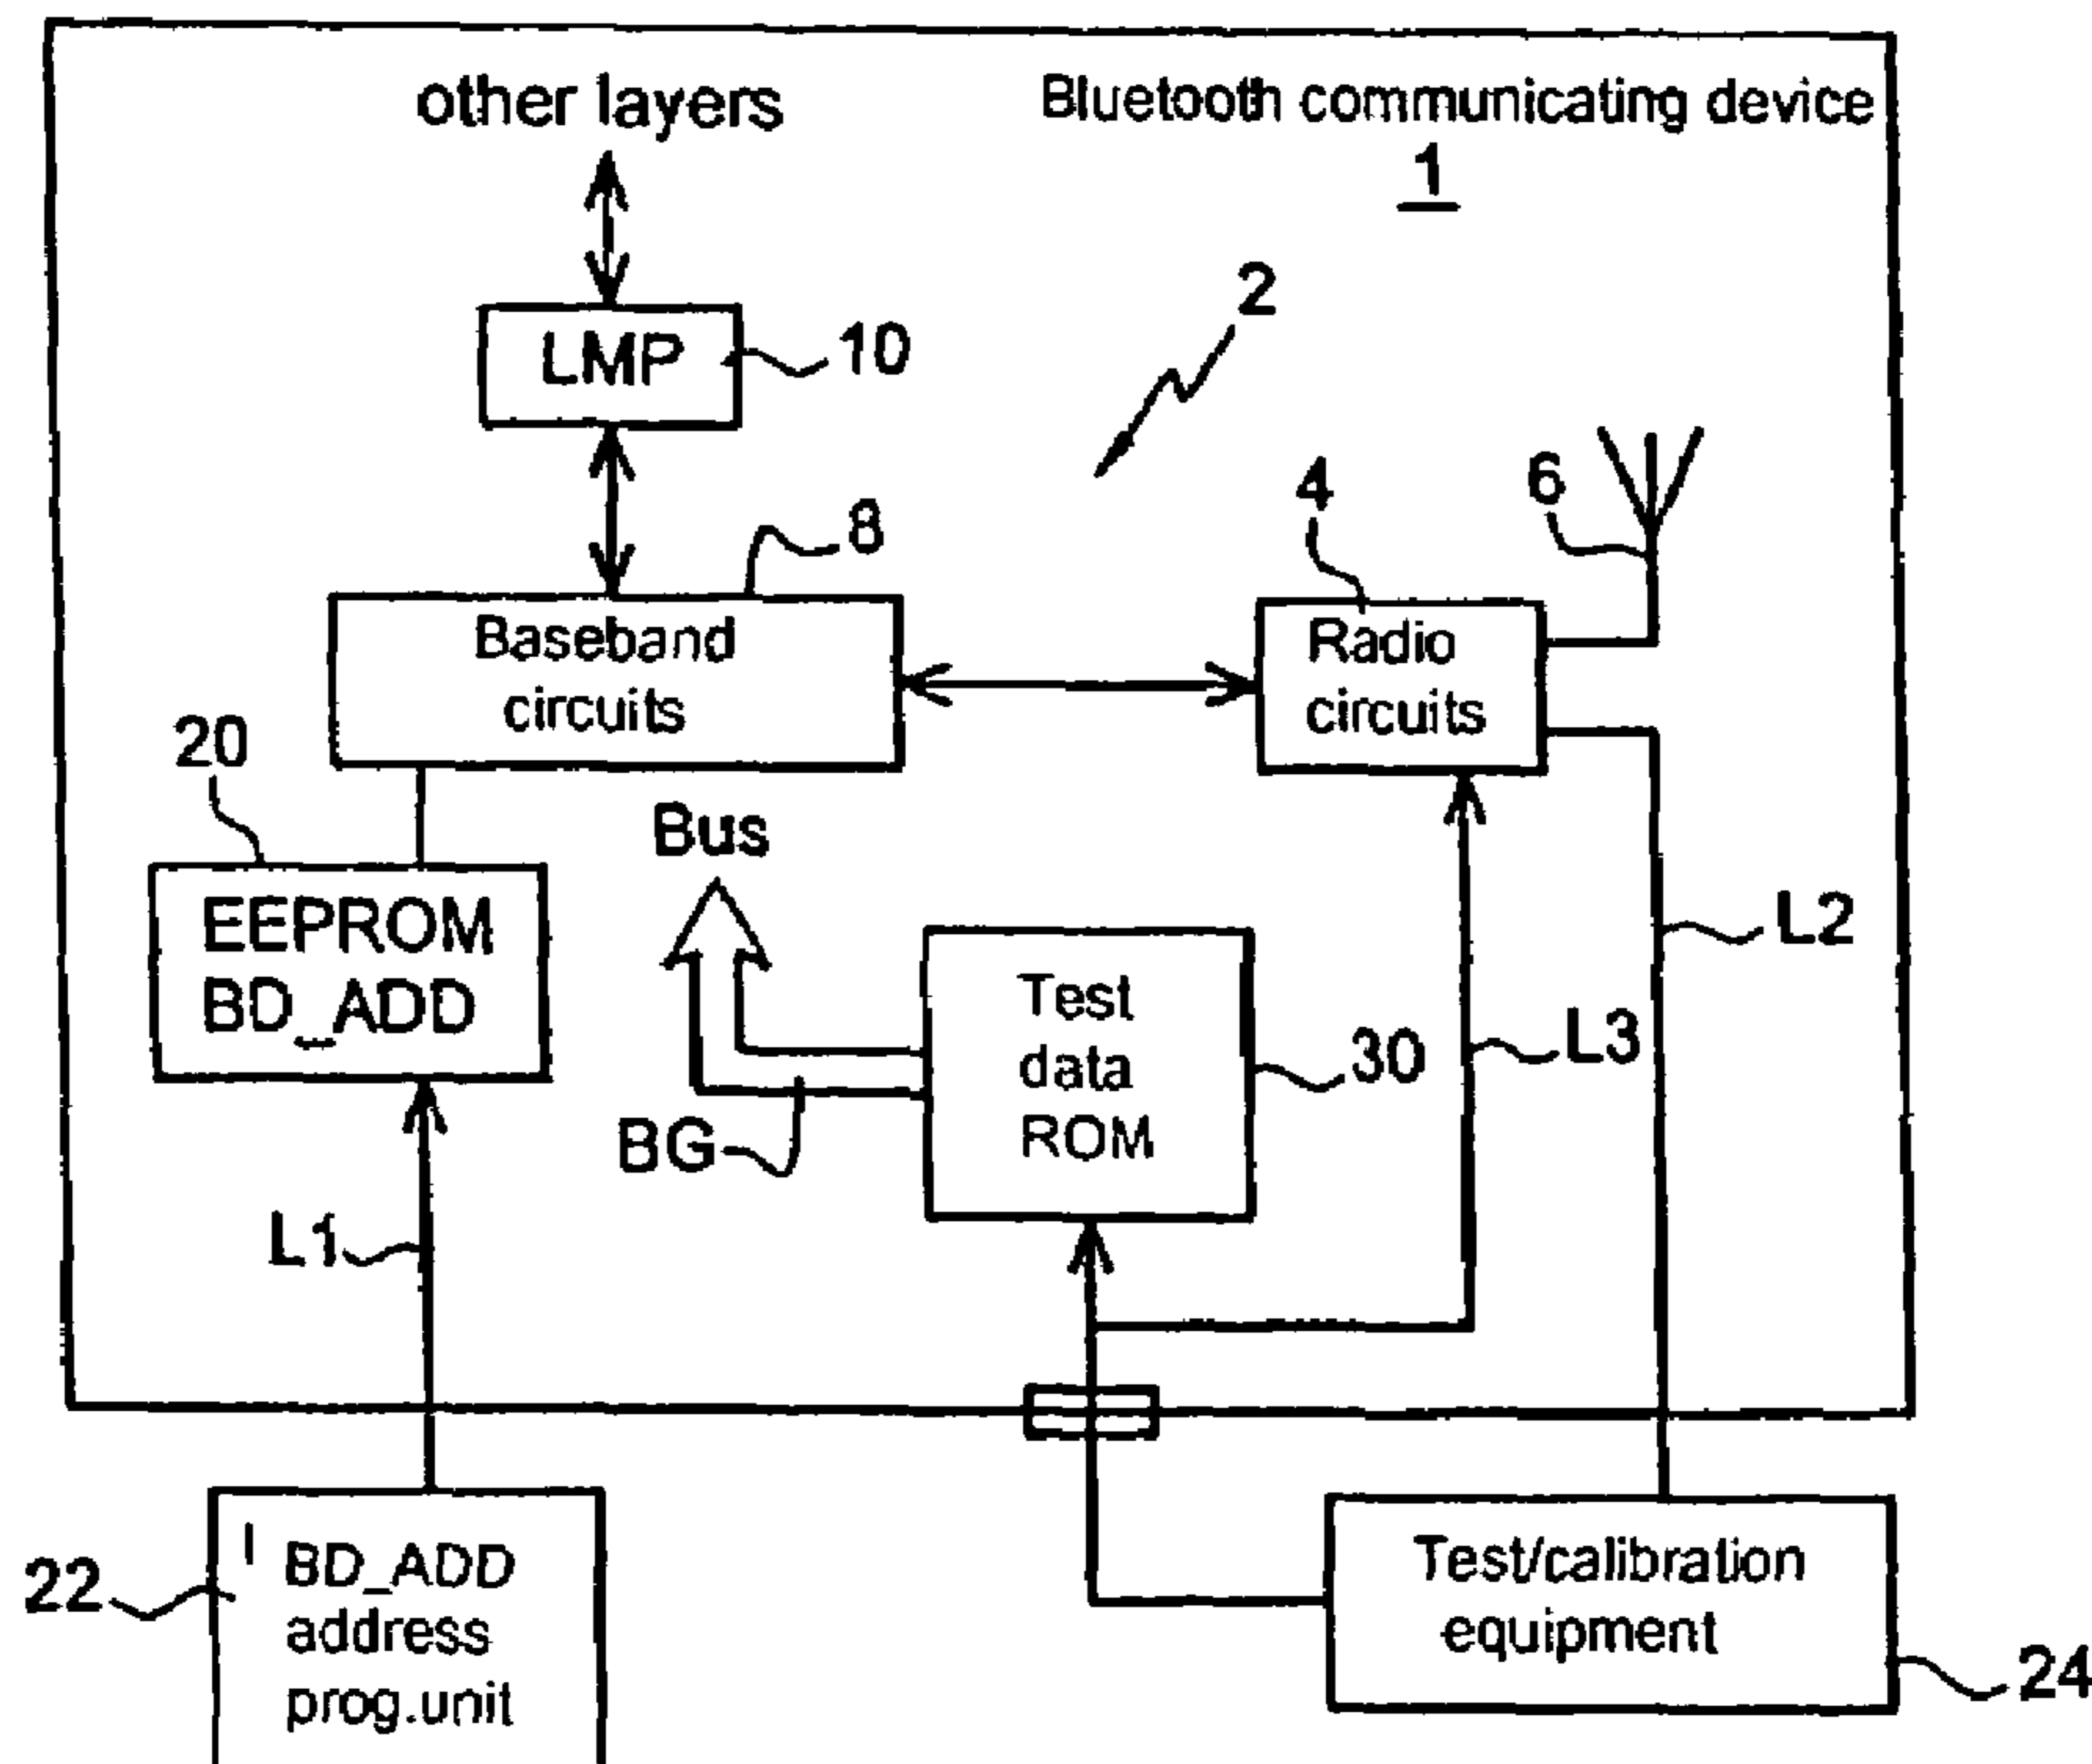 other layers
Bluetooth communicating device
1
2
LMP
10
8
4
6
Baseband
circuits
Radio
circuits
20
Bus
EEPROM
BD_ADD
L2
Test
data
ROM
30
L3
BG
L1
22
BD_ADD
address
prog.unit
Test/calibration
equipment
24